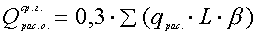 Q^{ср.г.}_{рас.о.} = 0,3 · Σ (q_{рас.} · L · β)